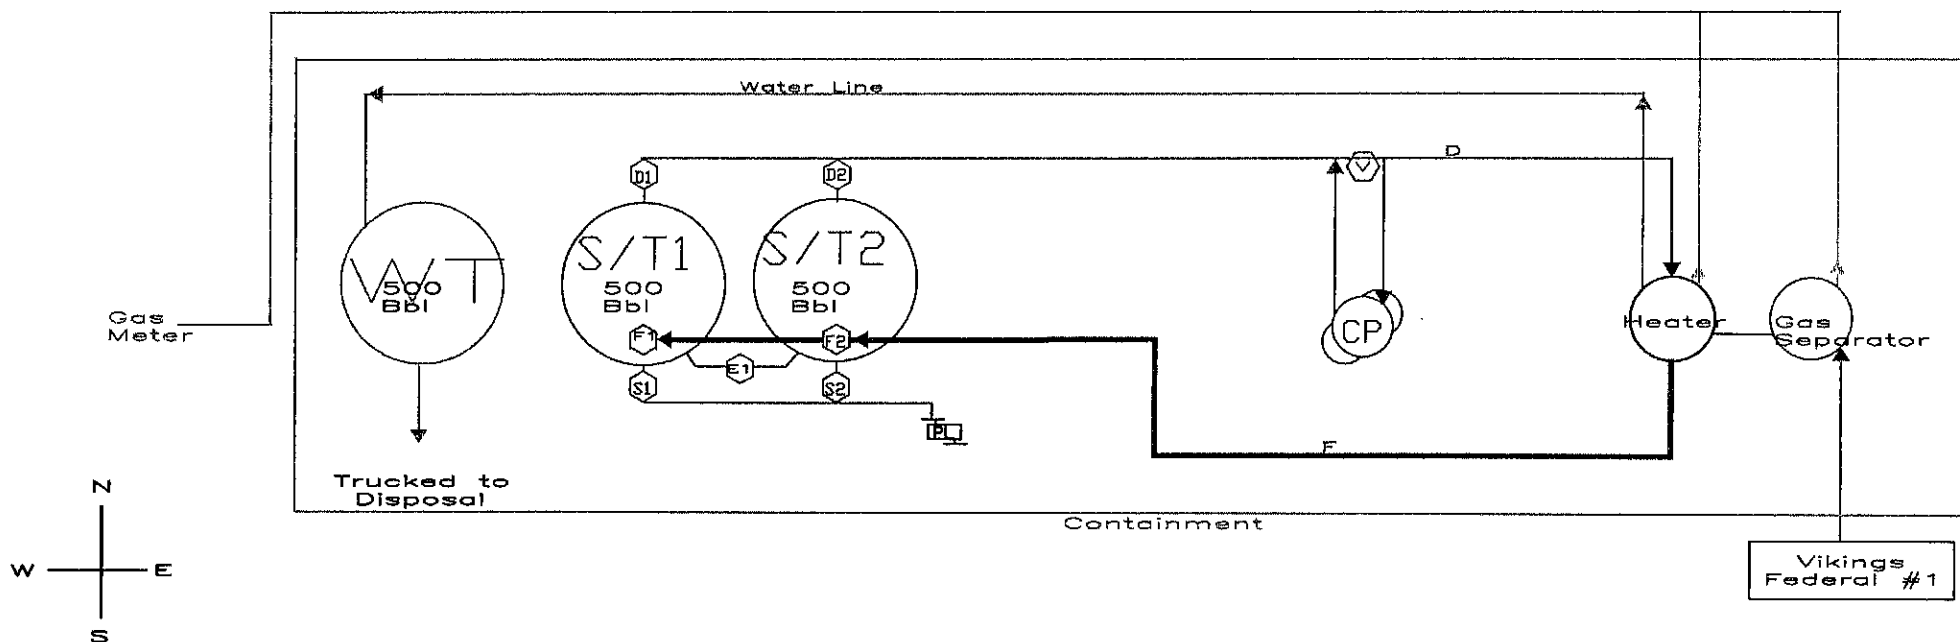 Water Line
D
V
D1
D2
WT
500
Bbl
S/T1
500
Bbl
S/T2
500
Bbl
Gas
Meter
F1
F2
E1
S1
S2
P
CP
Heater
Gas
Separator
F
Trucked to
Disposal
Containment
Vikings
Federal #1
N
W
E
S